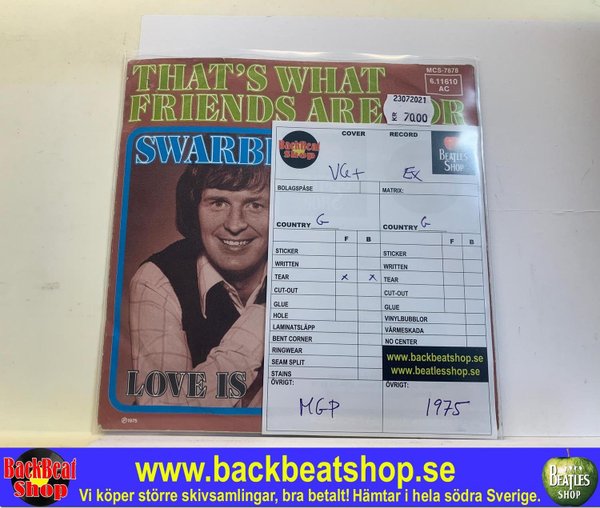 THAT'S WHAT
FRIENDS ARE FOR
MCS-7878
6.11610
AC
23072021
KR 70.00
SWARBR
LOVE IS
℗1975
BackBeat
Shop
COVER
RECORD
BEATLES
SHOP
VG+
Ex
BOLAGSPÅSE
MATRIX:
COUNTRY G
COUNTRY G
F B
F B
STICKER
STICKER
WRITTEN
WRITTEN
TEAR x x
TEAR
CUT-OUT
CUT-OUT
GLUE
GLUE
HOLE
VINYLBUBBLOR
LAMINATSLÄPP
VÄRMESKADA
BENT CORNER
NO CENTER
RINGWEAR
www.backbeatshop.se
SEAM SPLIT
www.beatlesshop.se
STAINS
ÖVRIGT:
ÖVRIGT:
MGP
1975
BackBeat
Shop
www.backbeatshop.se
Vi köper större skivsamlingar, bra betalt! Hämtar i hela södra Sverige.
BEATLES
SHOP